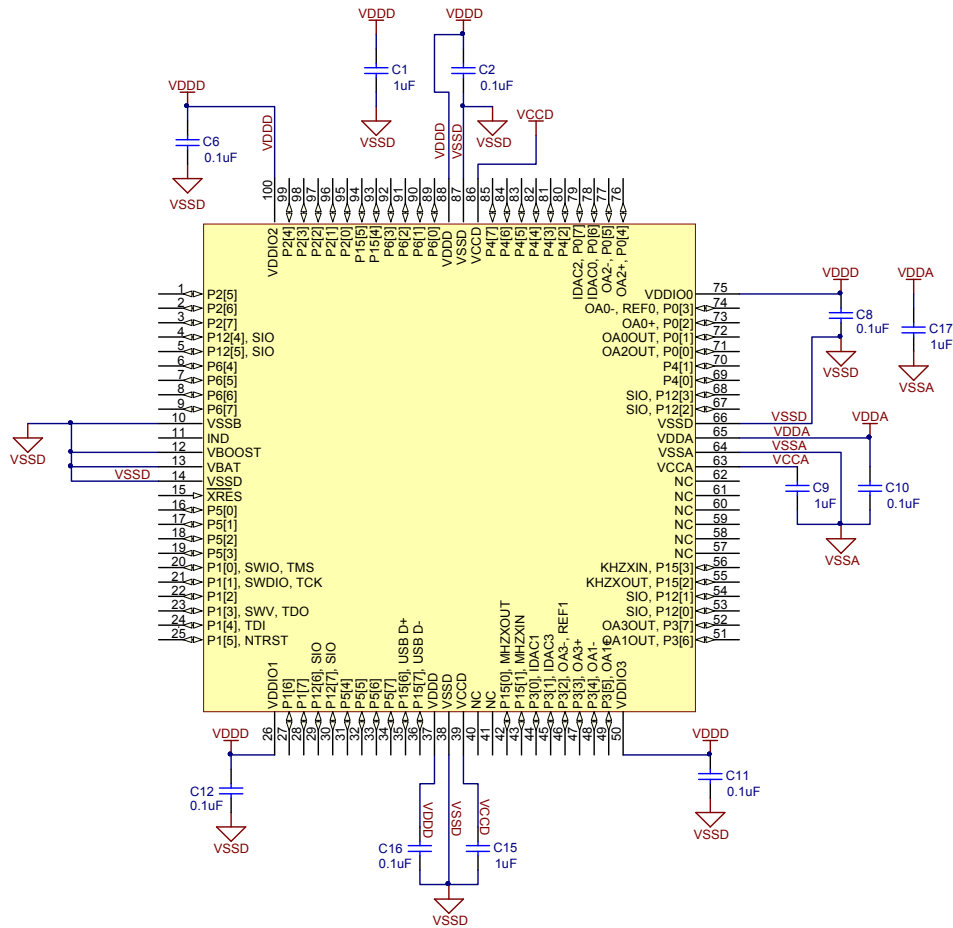 VDDD
C1
1uF
VSSD
VDDD
C2
0.1uF
VSSD
VCCD
VDDD
C6
0.1uF
VSSD
VDDD
VDDD
VSSD
100
99
98
97
96
95
94
93
92
91
90
89
88
87
86
85
84
83
82
81
80
79
78
77
76
VDDIO2
P2[4]
P2[3]
P2[2]
P2[1]
P2[0]
P15[5]
P15[4]
P6[3]
P6[2]
P6[1]
P6[0]
VDDD
VSSD
VCCD
P4[7]
P4[6]
P4[5]
P4[4]
P4[3]
P4[2]
IDAC2, P0[7]
IDAC0, P0[6]
OA2-, P0[5]
OA2+, P0[4]
1 P2[5]
2 P2[6]
3 P2[7]
4 P12[4], SIO
5 P12[5], SIO
6 P6[4]
7 P6[5]
8 P6[6]
9 P6[7]
10 VSSB
11 IND
12 VBOOST
13 VBAT
VSSD 14 VSSD
15 XRES
16 P5[0]
17 P5[1]
18 P5[2]
19 P5[3]
20 P1[0], SWIO, TMS
21 P1[1], SWDIO, TCK
22 P1[2]
23 P1[3], SWV, TDO
24 P1[4], TDI
25 P1[5], NTRST
VSSD
VDDIO0 75
OA0-, REF0, P0[3] 74
OA0+, P0[2] 73
OA0OUT, P0[1] 72
OA2OUT, P0[0] 71
P4[1] 70
P4[0] 69
SIO, P12[3] 68
SIO, P12[2] 67
VSSD 66 VSSD
VDDA 65 VDDA
VSSA 64 VSSA
VCCA 63 VCCA
NC 62
NC 61
NC 60
NC 59
NC 58
NC 57
KHZXIN, P15[3] 56
KHZXOUT, P15[2] 55
SIO, P12[1] 54
SIO, P12[0] 53
OA3OUT, P3[7] 52
OA1OUT, P3[6] 51
VDDD
C8
0.1uF
VSSD
VDDA
C17
1uF
VSSA
VDDA
C9
1uF
C10
0.1uF
VSSA
VDDIO1
P1[6]
P1[7]
P12[6], SIO
P12[7], SIO
P5[4]
P5[5]
P5[6]
P5[7]
P15[6], USB D+
P15[7], USB D-
VDDD
VSSD
VCCD
NC
NC
P15[0], MHZXOUT
P15[1], MHZXIN
P3[0], IDAC1
P3[1], IDAC3
P3[2], OA3-, REF1
P3[3], OA3+
P3[4], OA1-
P3[5], OA1+
VDDIO3
26
27
28
29
30
31
32
33
34
35
36
37
38
39
40
41
42
43
44
45
46
47
48
49
50
VDDD
C12
0.1uF
VSSD
VDDD
VSSD
VCCD
C16
0.1uF
C15
1uF
VSSD
VDDD
C11
0.1uF
VSSD